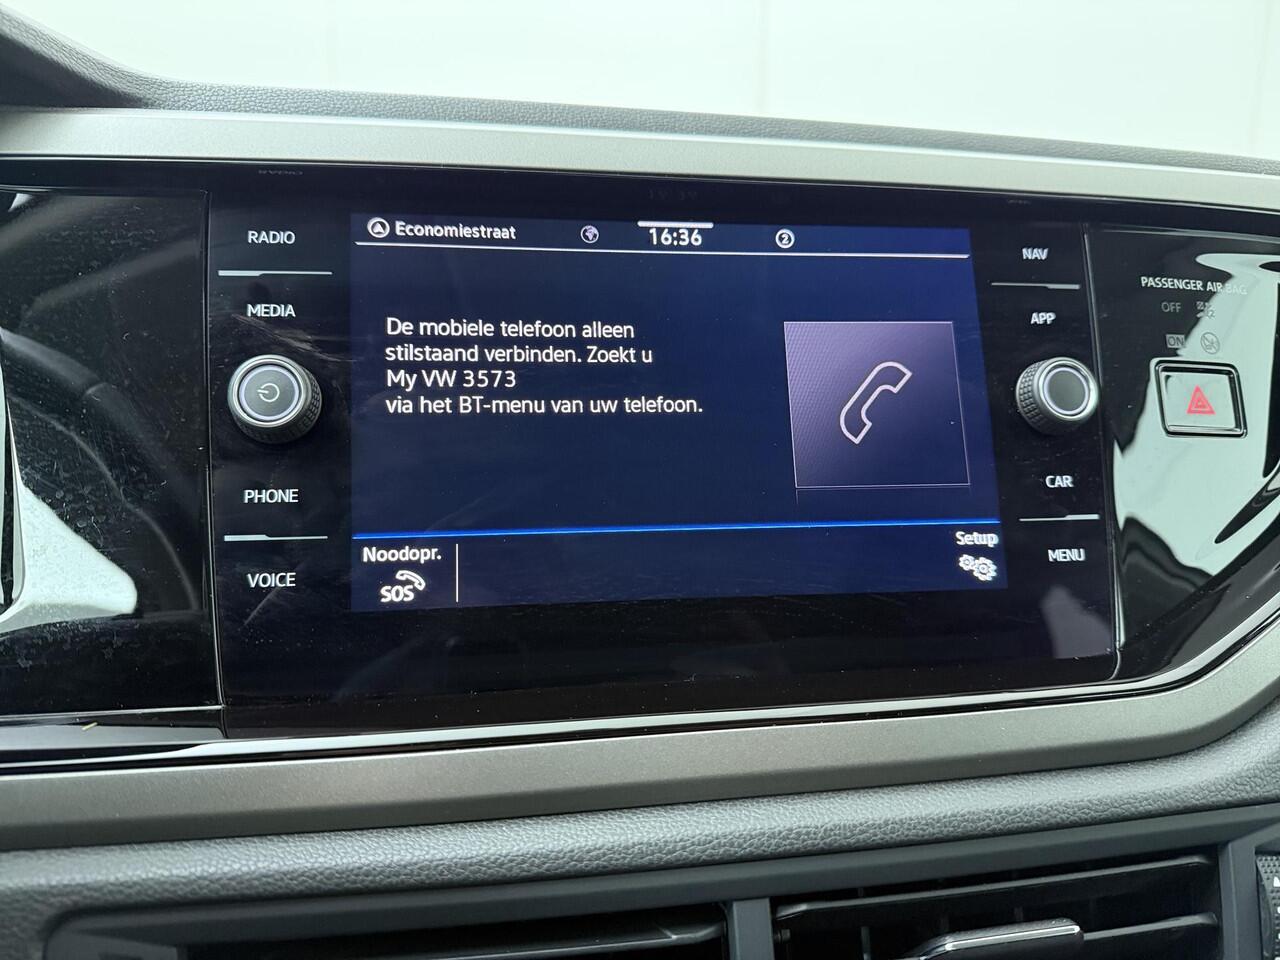 RADIO
MEDIA
PHONE
VOICE
Economiestraat
16:36
2
De mobiele telefoon alleen
stilstaand verbinden. Zoekt u
My VW 3573
via het BT-menu van uw telefoon.
Noodopr.
SOS
Setup
NAV
APP
CAR
MENU
PASSENGER AIR BAG
OFF
ON